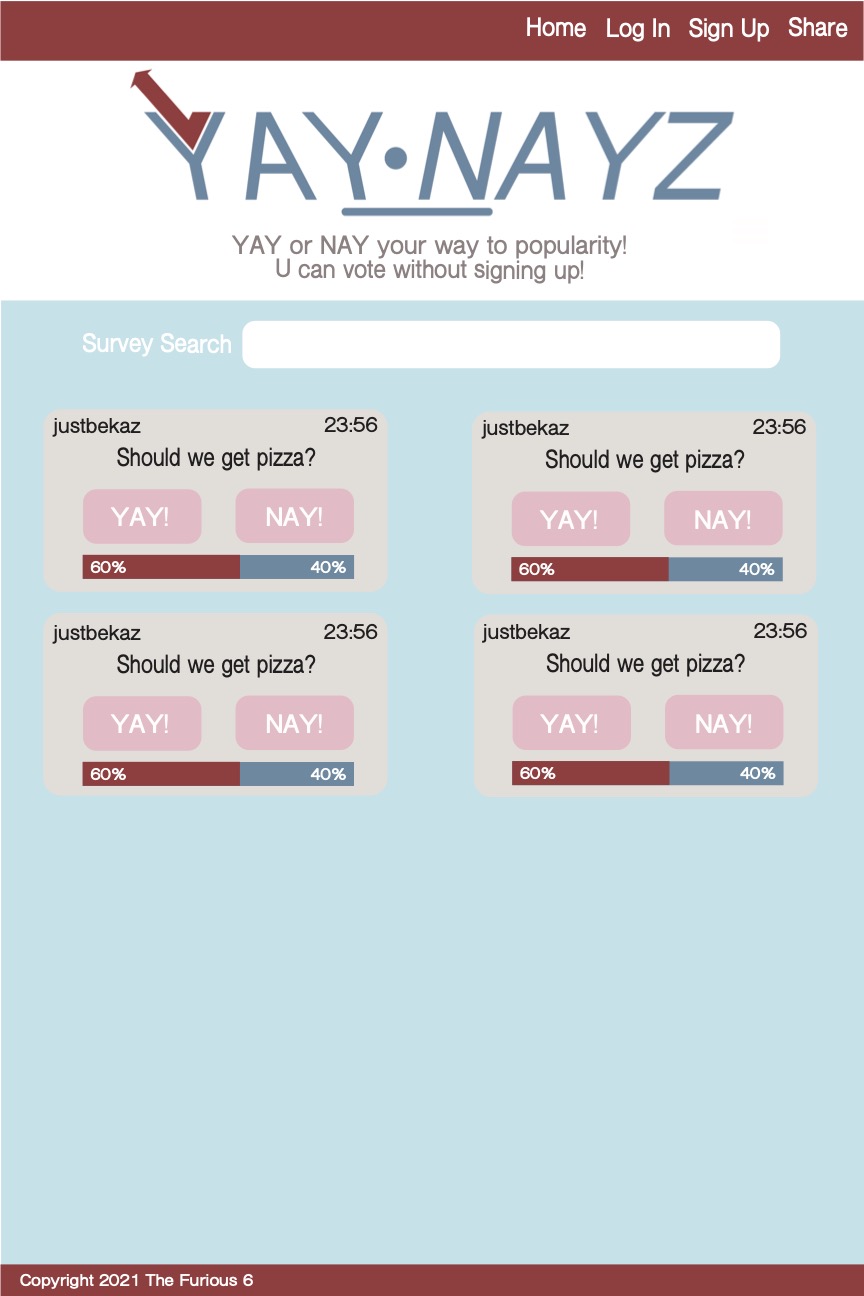 Home Log In Sign Up Share
YAY•NAYZ
YAY or NAY your way to popularity!
U can vote without signing up!
Survey Search
justbekaz 23:56
Should we get pizza?
YAY! NAY!
60% 40%
justbekaz 23:56
Should we get pizza?
YAY! NAY!
60% 40%
justbekaz 23:56
Should we get pizza?
YAY! NAY!
60% 40%
justbekaz 23:56
Should we get pizza?
YAY! NAY!
60% 40%
Copyright 2021 The Furious 6